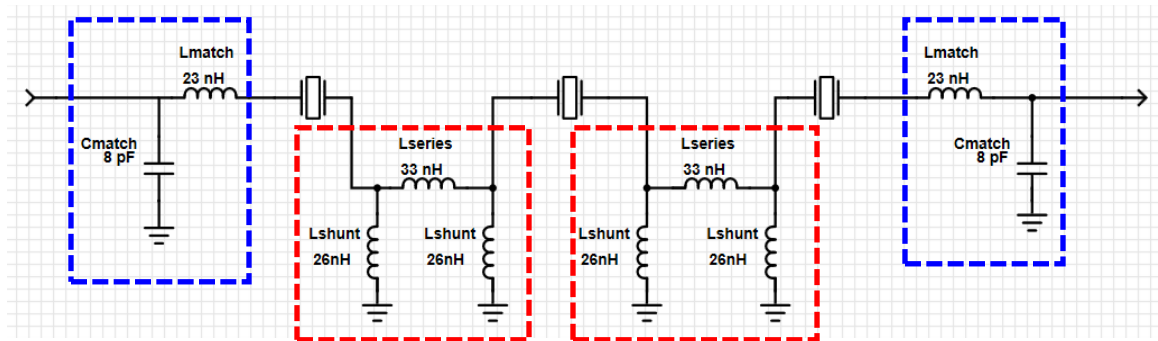 Lmatch
23 nH
Cmatch
8 pF
Lseries
33 nH
Lshunt
26nH
Lshunt
26nH
Lseries
33 nH
Lshunt
26nH
Lshunt
26nH
Lmatch
23 nH
Cmatch
8 pF